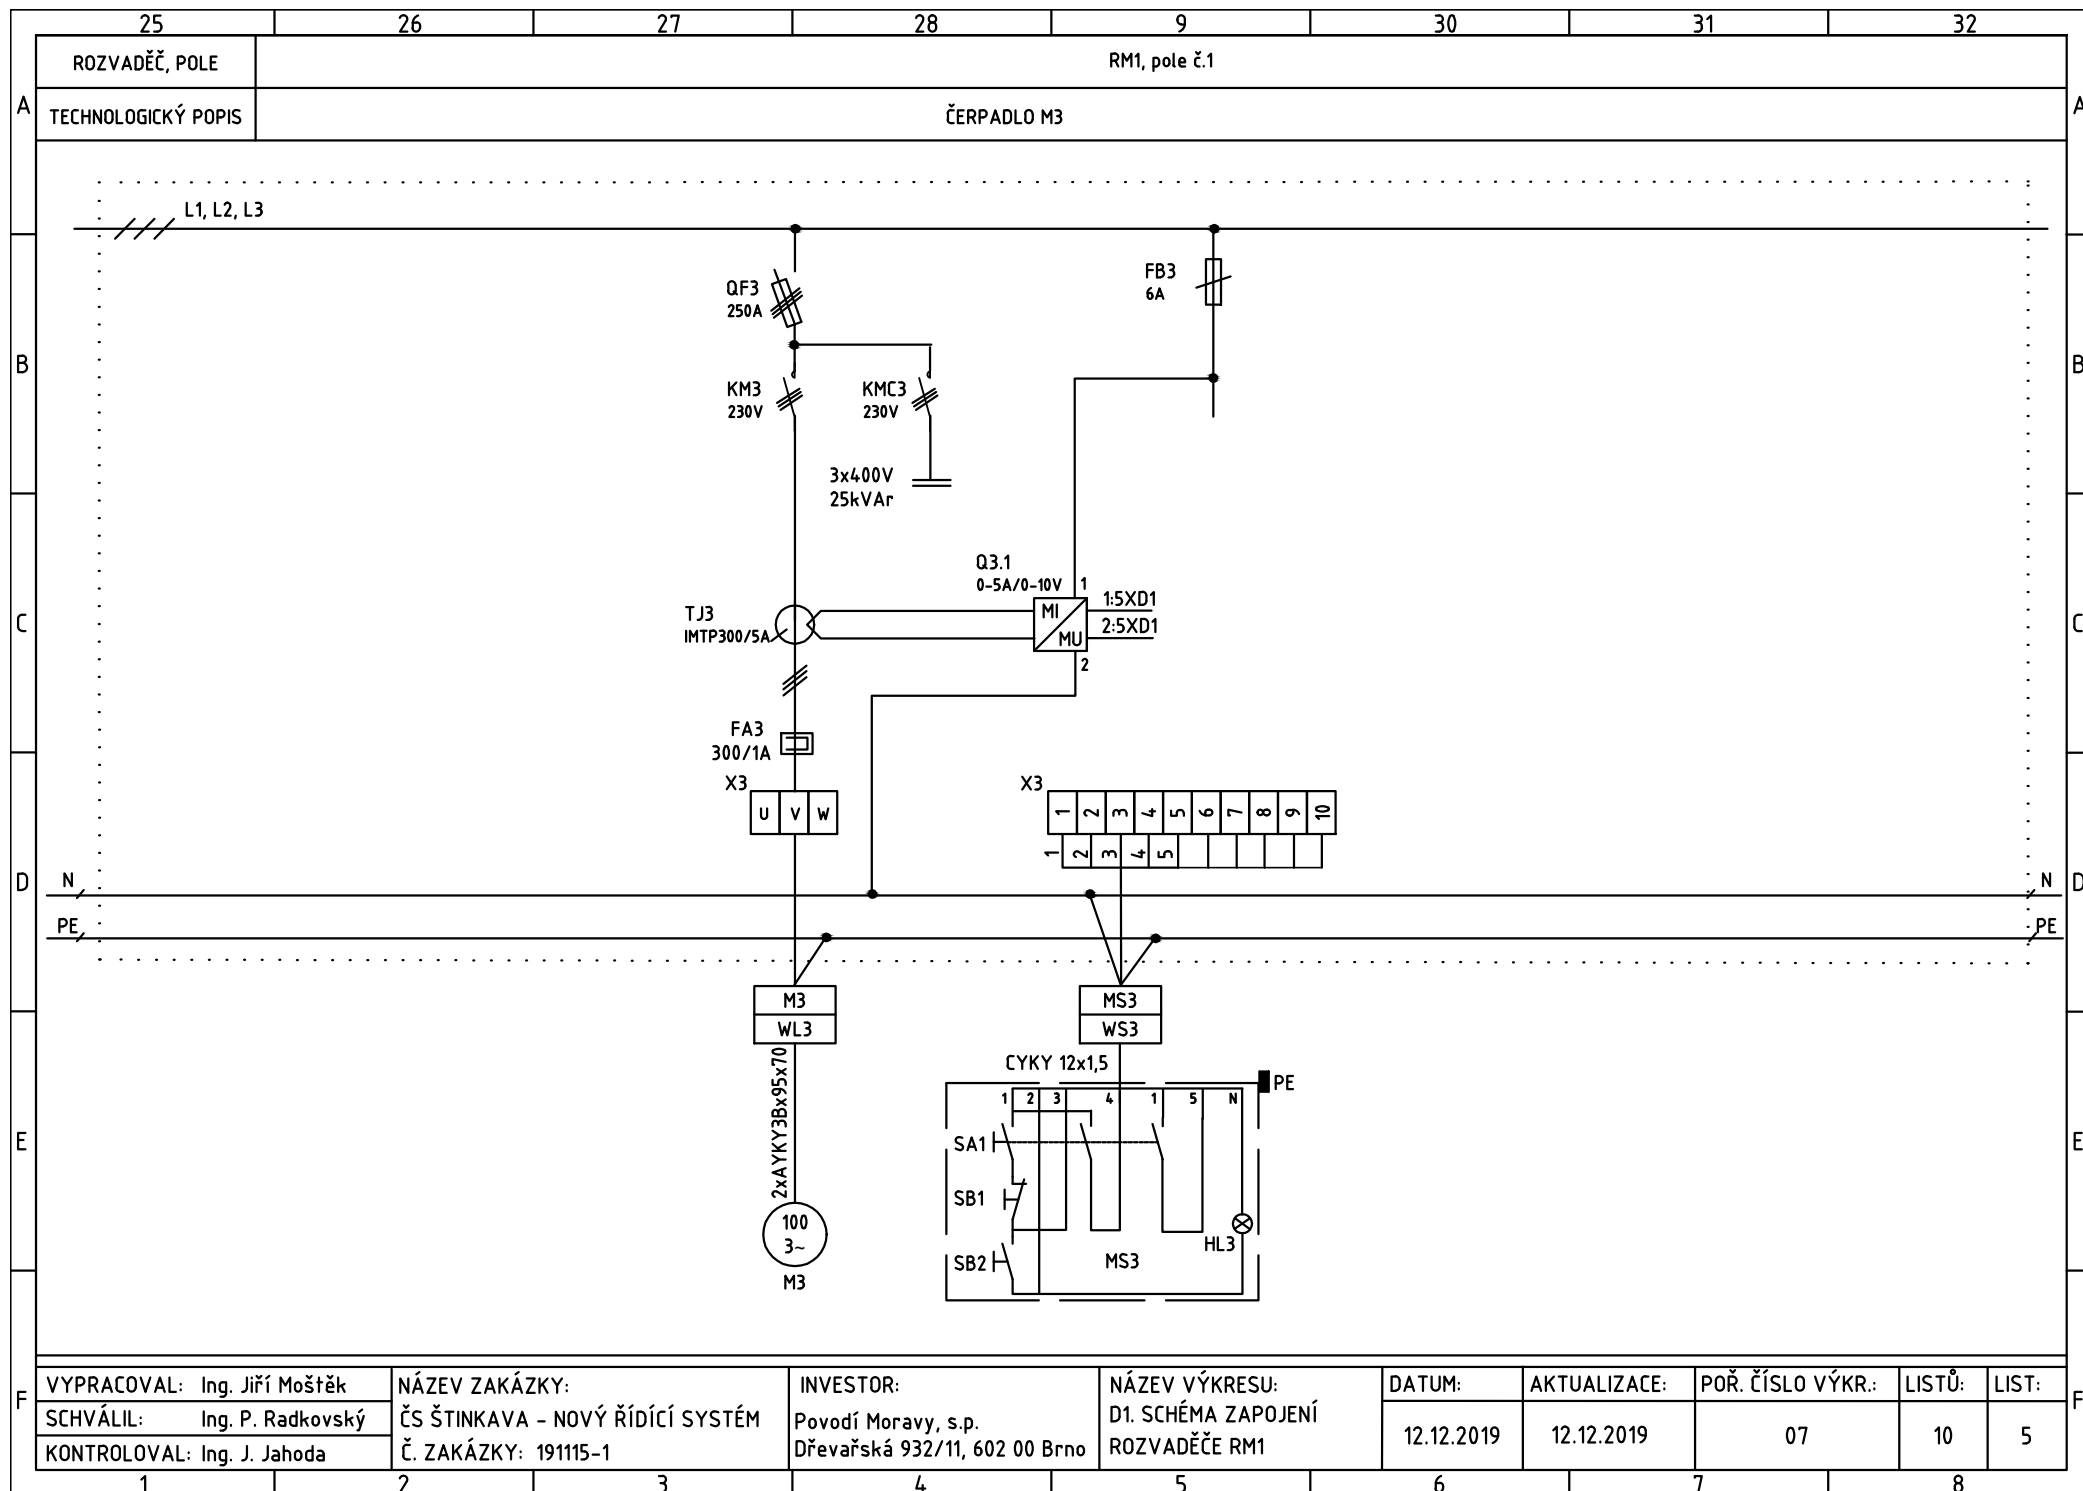 25 26 27 28 9 30 31 32
ROZVADĚČ, POLE
RM1, pole č.1
A
A
TECHNOLOGICKÝ POPIS
ČERPADLO M3
L1, L2, L3
QF3
250A
FB3
6A
B
B
KM3
230V
KMC3
230V
3x400V
25kVAr
Q3.1
0-5A/0-10V
1
MI
MU
1:5XD1
2:5XD1
2
C
C
TJ3
IMTP300/5A
FA3
300/1A
X3
U V W
X3
1 2 3 4 5 6 7 8 9 10
1 2 3 4 5
D
D
N
N
PE
PE
M3
WL3
MS3
WS3
2xAYKY3Bx95x70
CYKY 12x1,5
PE
1 2 3 4 1 5 N
E
E
SA1
SB1
SB2
HL3
MS3
100
3~
M3
F
F
VYPRACOVAL: Ing. Jiří Moštěk
SCHVÁLIL: Ing. P. Radkovský
KONTROLOVAL: Ing. J. Jahoda
NÁZEV ZAKÁZKY:
ČS ŠTINKAVA - NOVÝ ŘÍDÍCÍ SYSTÉM
Č. ZAKÁZKY: 191115-1
INVESTOR:
Povodí Moravy, s.p.
Dřevařská 932/11, 602 00 Brno
NÁZEV VÝKRESU:
D1. SCHÉMA ZAPOJENÍ
ROZVADĚČE RM1
DATUM:
12.12.2019
AKTUALIZACE:
12.12.2019
POŘ. ČÍSLO VÝKR.:
07
LISTŮ:
10
LIST:
5
1 2 3 4 5 6 7 8